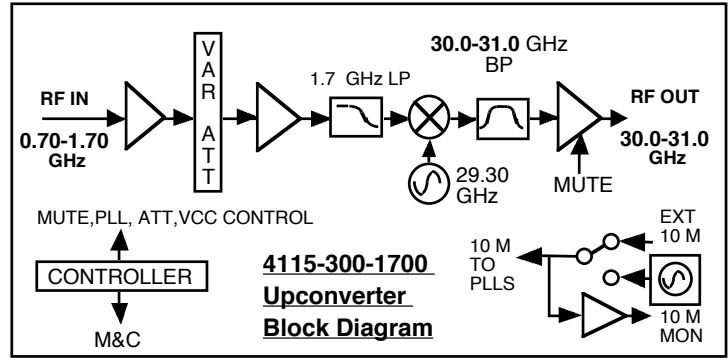 30.0-31.0 GHz
BP
VAR ATT
1.7 GHz LP
RF IN
0.70-1.70
GHz
RF OUT
30.0-31.0
GHz
29.30
GHz
MUTE
MUTE,PLL, ATT,VCC CONTROL
CONTROLLER
M&C
4115-300-1700
Upconverter
Block Diagram
10 M
TO
PLLS
EXT
10 M
10 M
MON